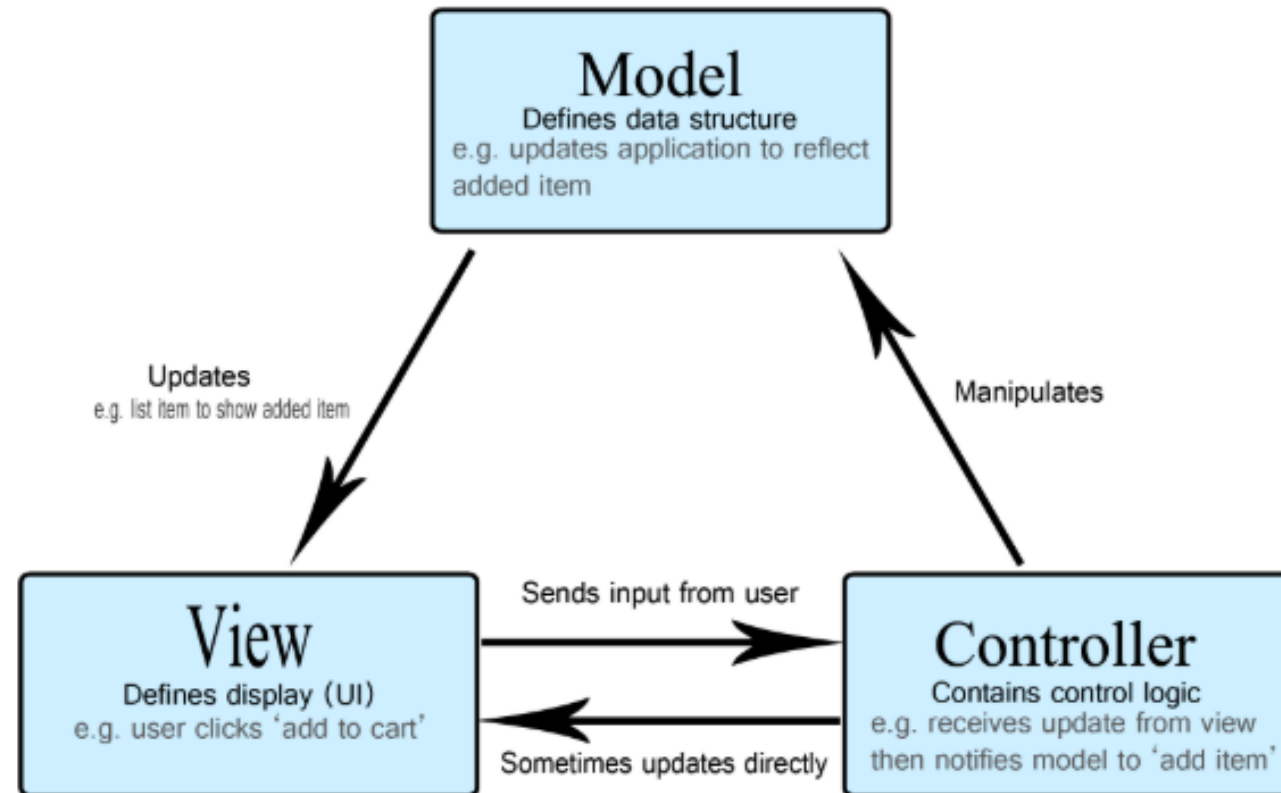 Model
Defines data structure
e.g. updates application to reflect
added item
Updates
e.g. list item to show added item
Manipulates
Sends input from user
View
Defines display (UI)
e.g. user clicks ‘add to cart’
Controller
Contains control logic
e.g. receives update from view
then notifies model to ‘add item’
Sometimes updates directly